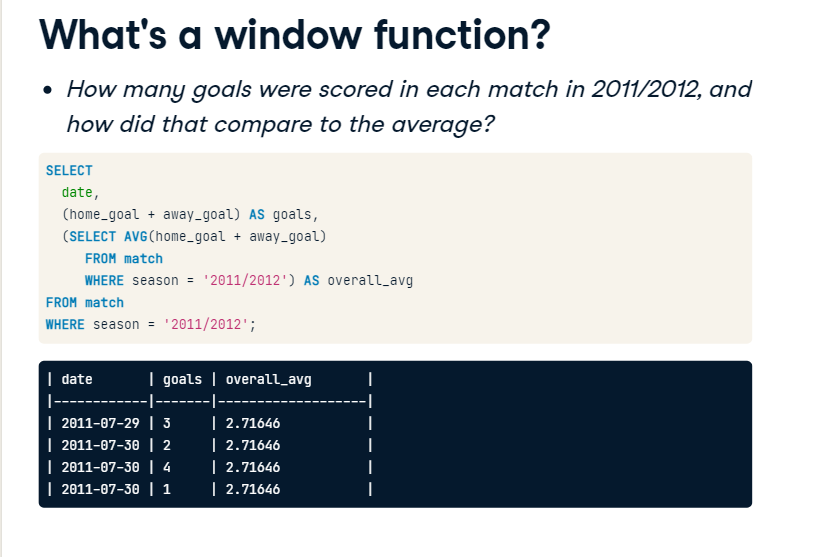 What's a window function?
• How many goals were scored in each match in 2011/2012, and
how did that compare to the average?
SELECT
  date,
  (home_goal + away_goal) AS goals,
  (SELECT AVG(home_goal + away_goal)
     FROM match
     WHERE season = '2011/2012') AS overall_avg
FROM match
WHERE season = '2011/2012';
| date       | goals | overall_avg       |
|------------|-------|-------------------|
| 2011-07-29 | 3     | 2.71646           |
| 2011-07-30 | 2     | 2.71646           |
| 2011-07-30 | 4     | 2.71646           |
| 2011-07-30 | 1     | 2.71646           |